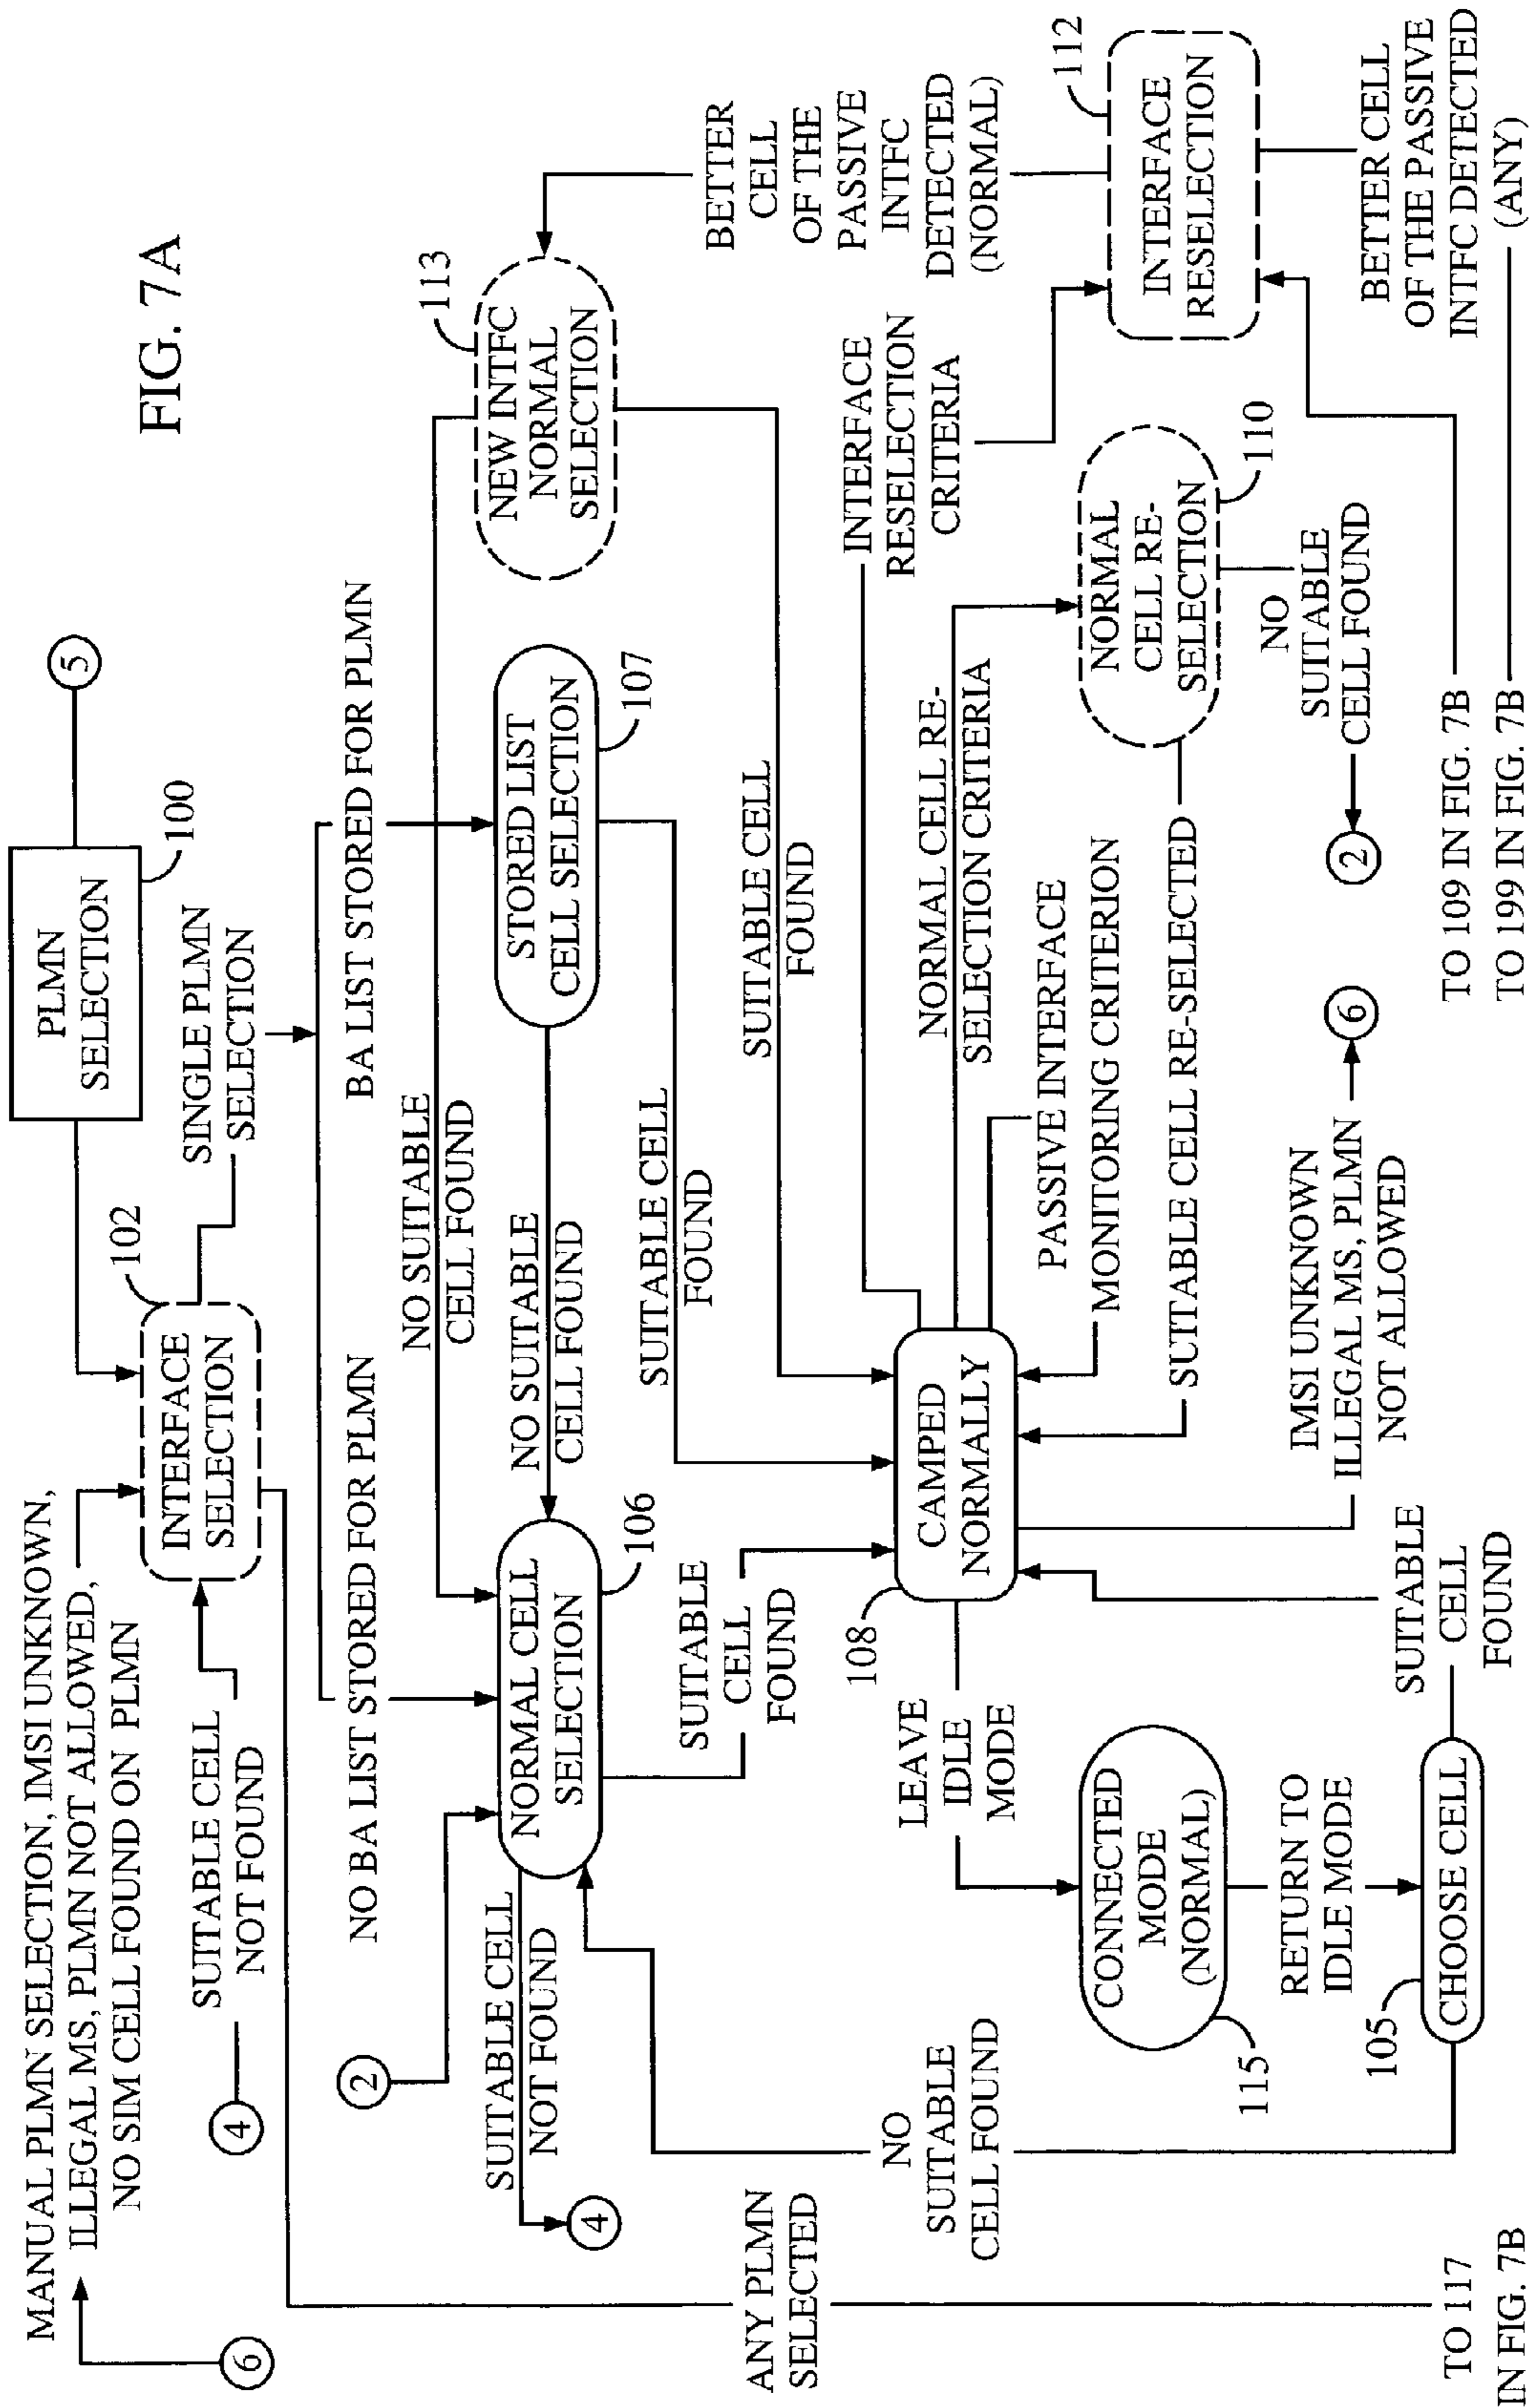 FIG. 7A
MANUAL PLMN SELECTION, IMSI UNKNOWN,
ILLEGAL MS, PLMN NOT ALLOWED,
NO SIM CELL FOUND ON PLMN
6
4
SUITABLE CELL
NOT FOUND
INTERFACE
SELECTION
102
PLMN
SELECTION
100
5
SINGLE PLMN
SELECTION
NO BA LIST STORED FOR PLMN
BA LIST STORED FOR PLMN
2
NO SUITABLE
CELL FOUND
SUITABLE CELL
NOT FOUND
4
NORMAL CELL
SELECTION
106
NO SUITABLE
CELL FOUND
STORED LIST
CELL SELECTION
107
NEW INTFC
NORMAL
SELECTION
113
SUITABLE
CELL
FOUND
SUITABLE CELL
FOUND
SUITABLE CELL
FOUND
BETTER
CELL
OF THE
PASSIVE
INTFC
DETECTED
(NORMAL)
ANY PLMN
SELECTED
NO
SUITABLE
CELL FOUND
LEAVE
IDLE
MODE
108
CAMPED
NORMALLY
INTERFACE
RESELECTION
CRITERIA
NORMAL CELL RE-
SELECTION CRITERIA
PASSIVE INTERFACE
MONITORING CRITERION
SUITABLE CELL RE-SELECTED
CONNECTED
MODE
(NORMAL)
115
NORMAL
CELL RE-
SELECTION
110
INTERFACE
RESELECTION
112
RETURN TO
IDLE MODE
IMSI UNKNOWN
ILLEGAL MS, PLMN
NOT ALLOWED
6
2
NO
SUITABLE
CELL FOUND
BETTER CELL
OF THE PASSIVE
INTFC DETECTED
(ANY)
105
CHOOSE CELL
SUITABLE
CELL
FOUND
TO 117
IN FIG. 7B
TO 109 IN FIG. 7B
TO 199 IN FIG. 7B